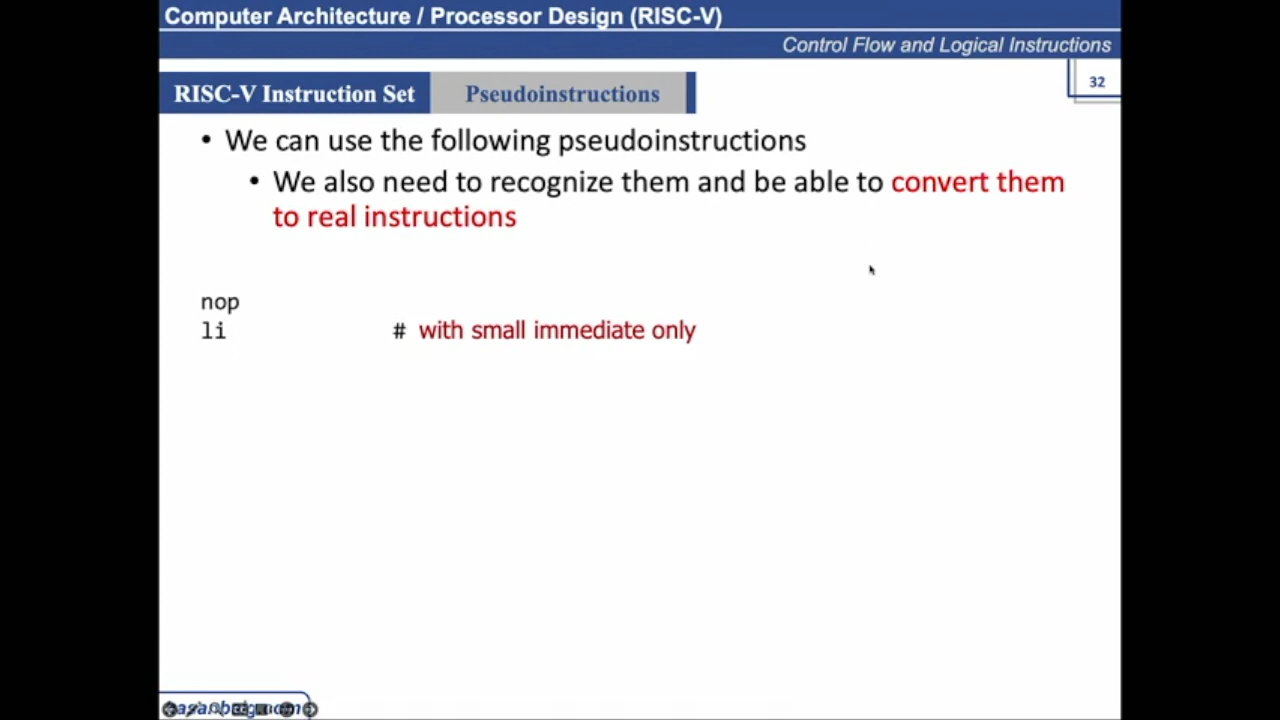 Computer Architecture / Processor Design (RISC-V)
Control Flow and Logical Instructions
RISC-V Instruction Set Pseudoinstructions
32
• We can use the following pseudoinstructions
• We also need to recognize them and be able to convert them
to real instructions
nop
li # with small immediate only